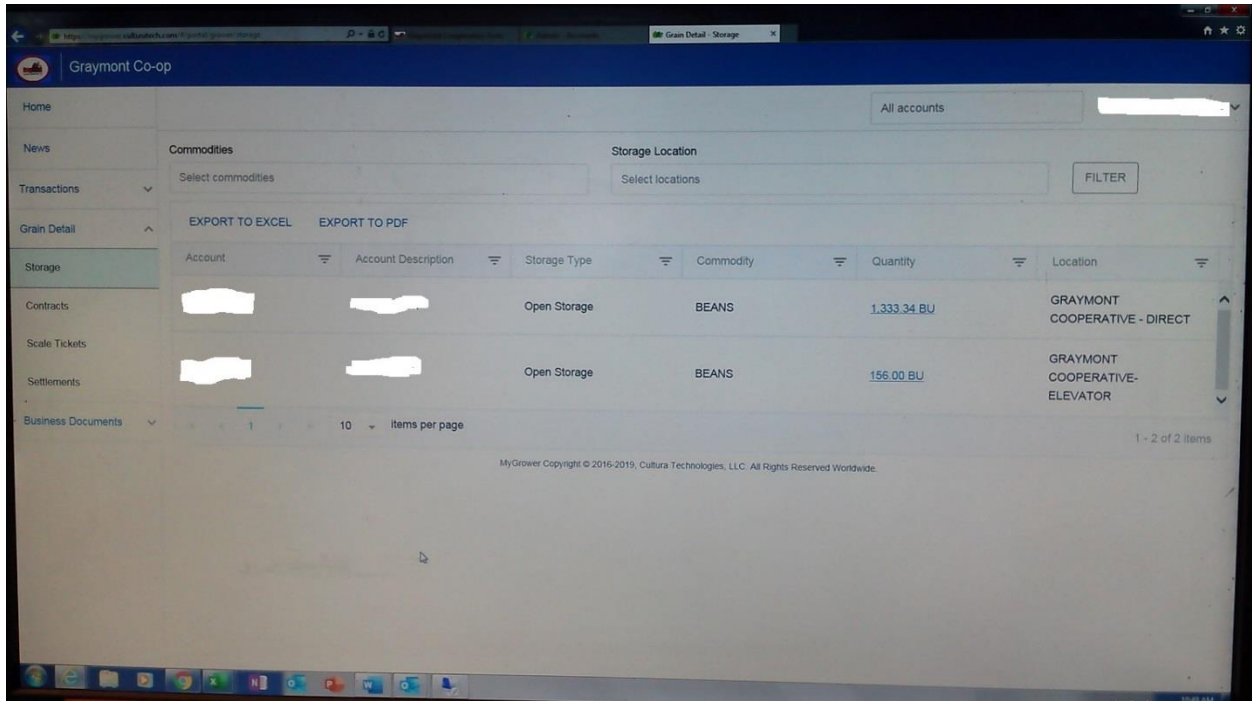 culturatech.com
Grain Detail - Storage
Graymont Co-op
Home
All accounts
News
Commodities
Storage Location
Select commodities
Select locations
FILTER
Transactions
Grain Detail
EXPORT TO EXCEL EXPORT TO PDF
Account Account Description Storage Type Commodity Quantity Location
Storage
Contracts
Open Storage BEANS 1,333.34 BU GRAYMONT
COOPERATIVE - DIRECT
Scale Tickets
Settlements
Open Storage BEANS 156.00 BU GRAYMONT
COOPERATIVE-
ELEVATOR
Business Documents
1 10 items per page
1 - 2 of 2 items
MyGrower Copyright © 2016-2019, Cultura Technologies, LLC. All Rights Reserved Worldwide.